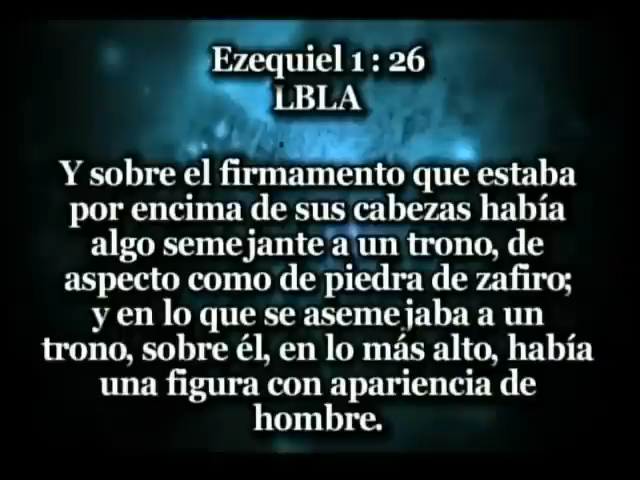 Ezequiel 1 : 26
LBLA
Y sobre el firmamento que estaba
por encima de sus cabezas había
algo semejante a un trono, de
aspecto como de piedra de zafiro;
y en lo que se asemejaba a un
trono, sobre él, en lo más alto, había
una figura con apariencia de
hombre.